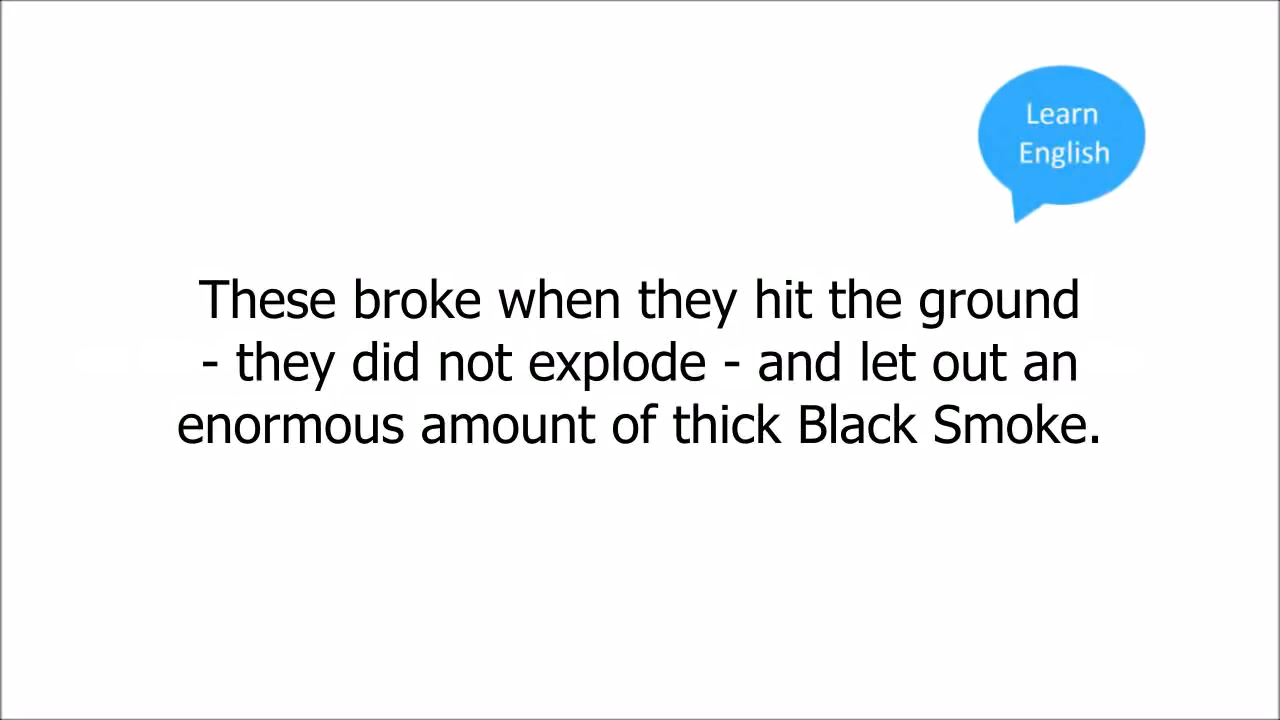 Learn
English
These broke when they hit the ground
- they did not explode - and let out an
enormous amount of thick Black Smoke.